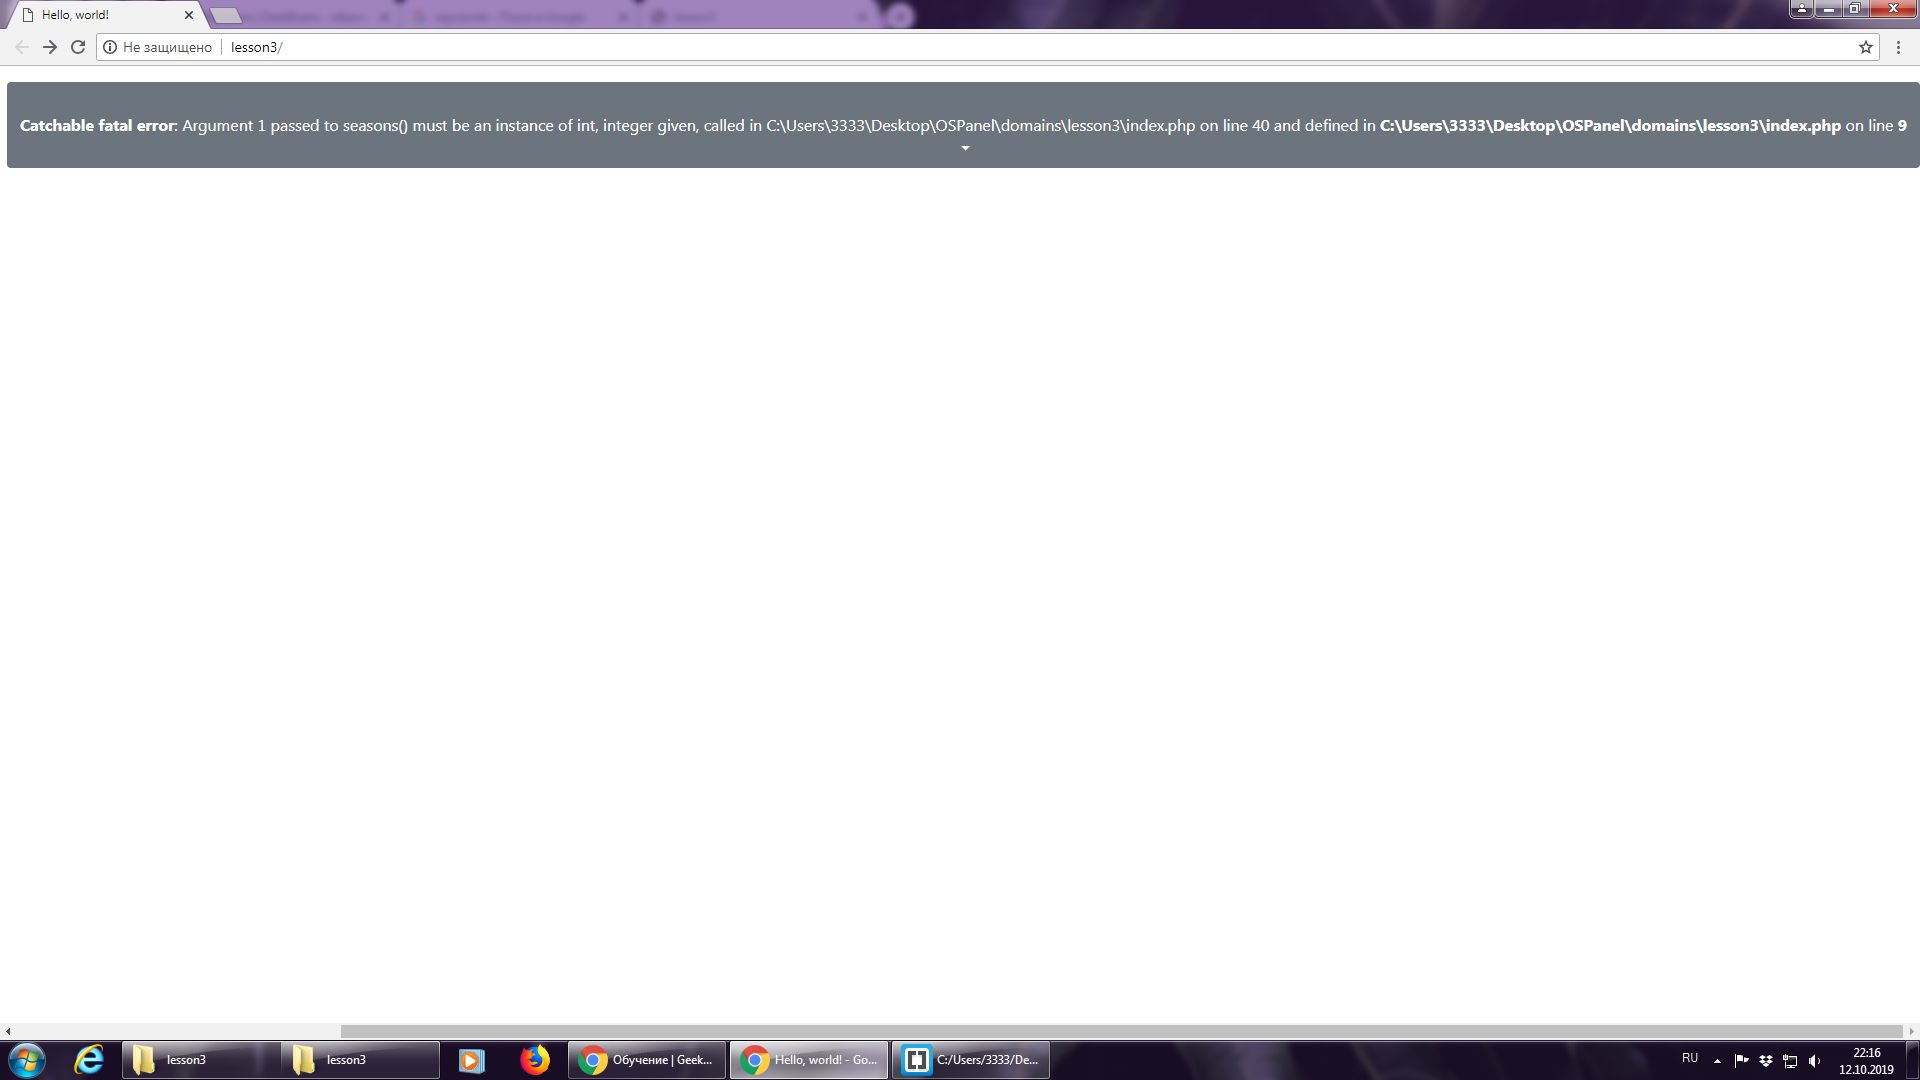 Hello, world!
Не защищено
lesson3/
Catchable fatal error: Argument 1 passed to seasons() must be an instance of int, integer given, called in C:\Users\3333\Desktop\OSPanel\domains\lesson3\index.php on line 40 and defined in C:\Users\3333\Desktop\OSPanel\domains\lesson3\index.php on line 9
lesson3
lesson3
Обучение | Geek...
Hello, world! - Go...
C:/Users/3333/De...
RU
22:16
12.10.2019